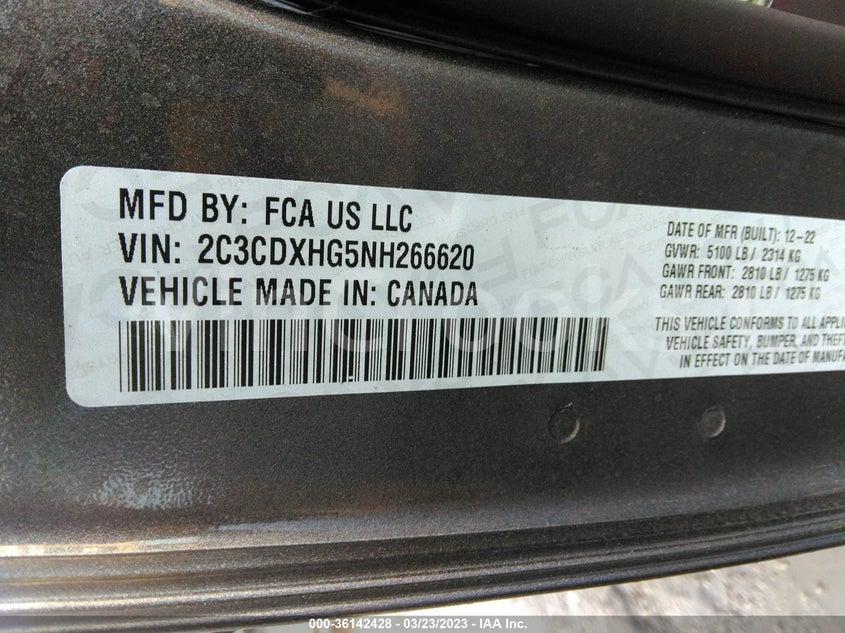 MFD BY: FCA US LLC
VIN: 2C3CDXHG5NH266620
VEHICLE MADE IN: CANADA
DATE OF MFR (BUILT): 12-22
GVWR: 5100 LB / 2314 KG
GAWR FRONT: 2810 LB / 1275 KG
GAWR REAR: 2810 LB / 1275 KG
THIS VEHICLE CONFORMS TO ALL APPLI
VEHICLE SAFETY, BUMPER, AND THEFT
IN EFFECT ON THE DATE OF MANUFA
000-36142428 - 03/23/2023 - IAA Inc.